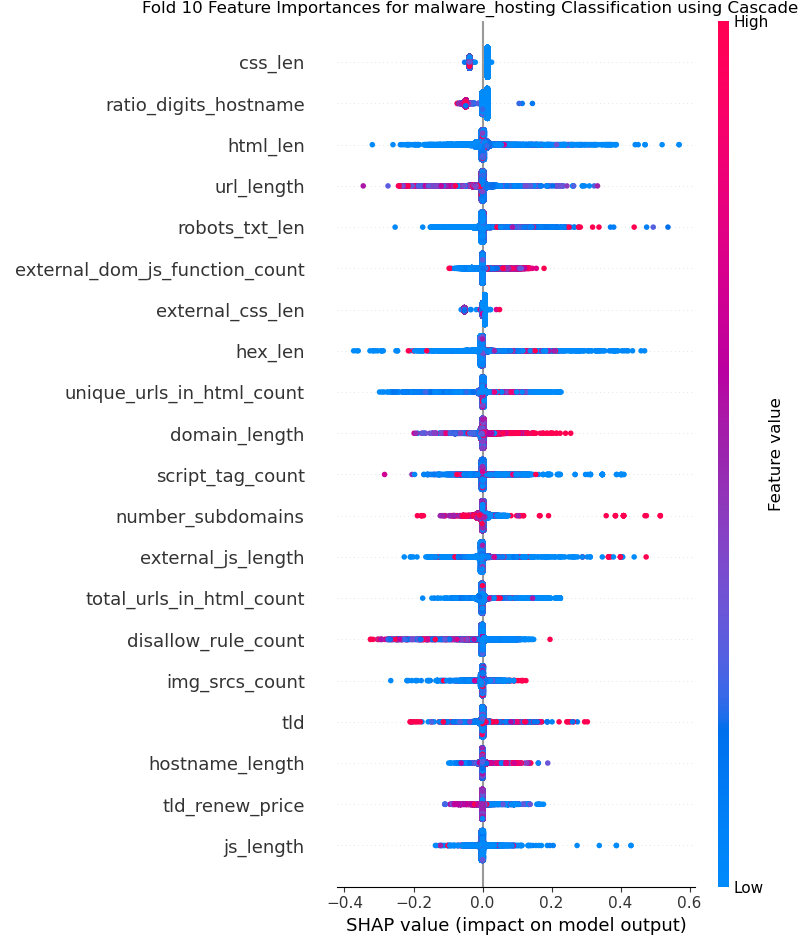 Fold 10 Feature Importances for malware_hosting Classification using Cascade
High
css_len
ratio_digits_hostname
html_len
url_length
robots_txt_len
external_dom_js_function_count
external_css_len
hex_len
unique_urls_in_html_count
domain_length
script_tag_count
number_subdomains
external_js_length
total_urls_in_html_count
disallow_rule_count
img_srcs_count
tld
hostname_length
tld_renew_price
js_length
Feature value
Low
−0.4 −0.2 0.0 0.2 0.4 0.6
SHAP value (impact on model output)